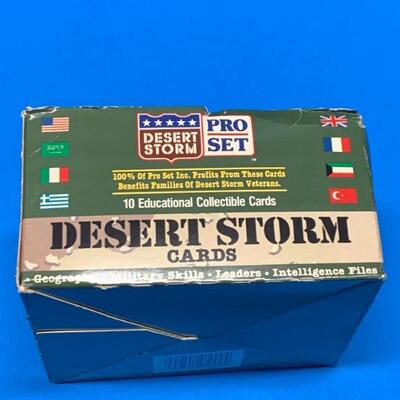 DESERT STORM
PRO SET
100% Of Pro Set Inc. Profits From These Cards
Benefits Families Of Desert Storm Veterans.
10 Educational Collectible Cards
DESERT STORM
CARDS
Military Skills • Leaders • Intelligence Files